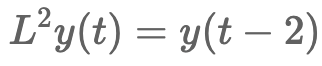 L²y(t) = y(t − 2)